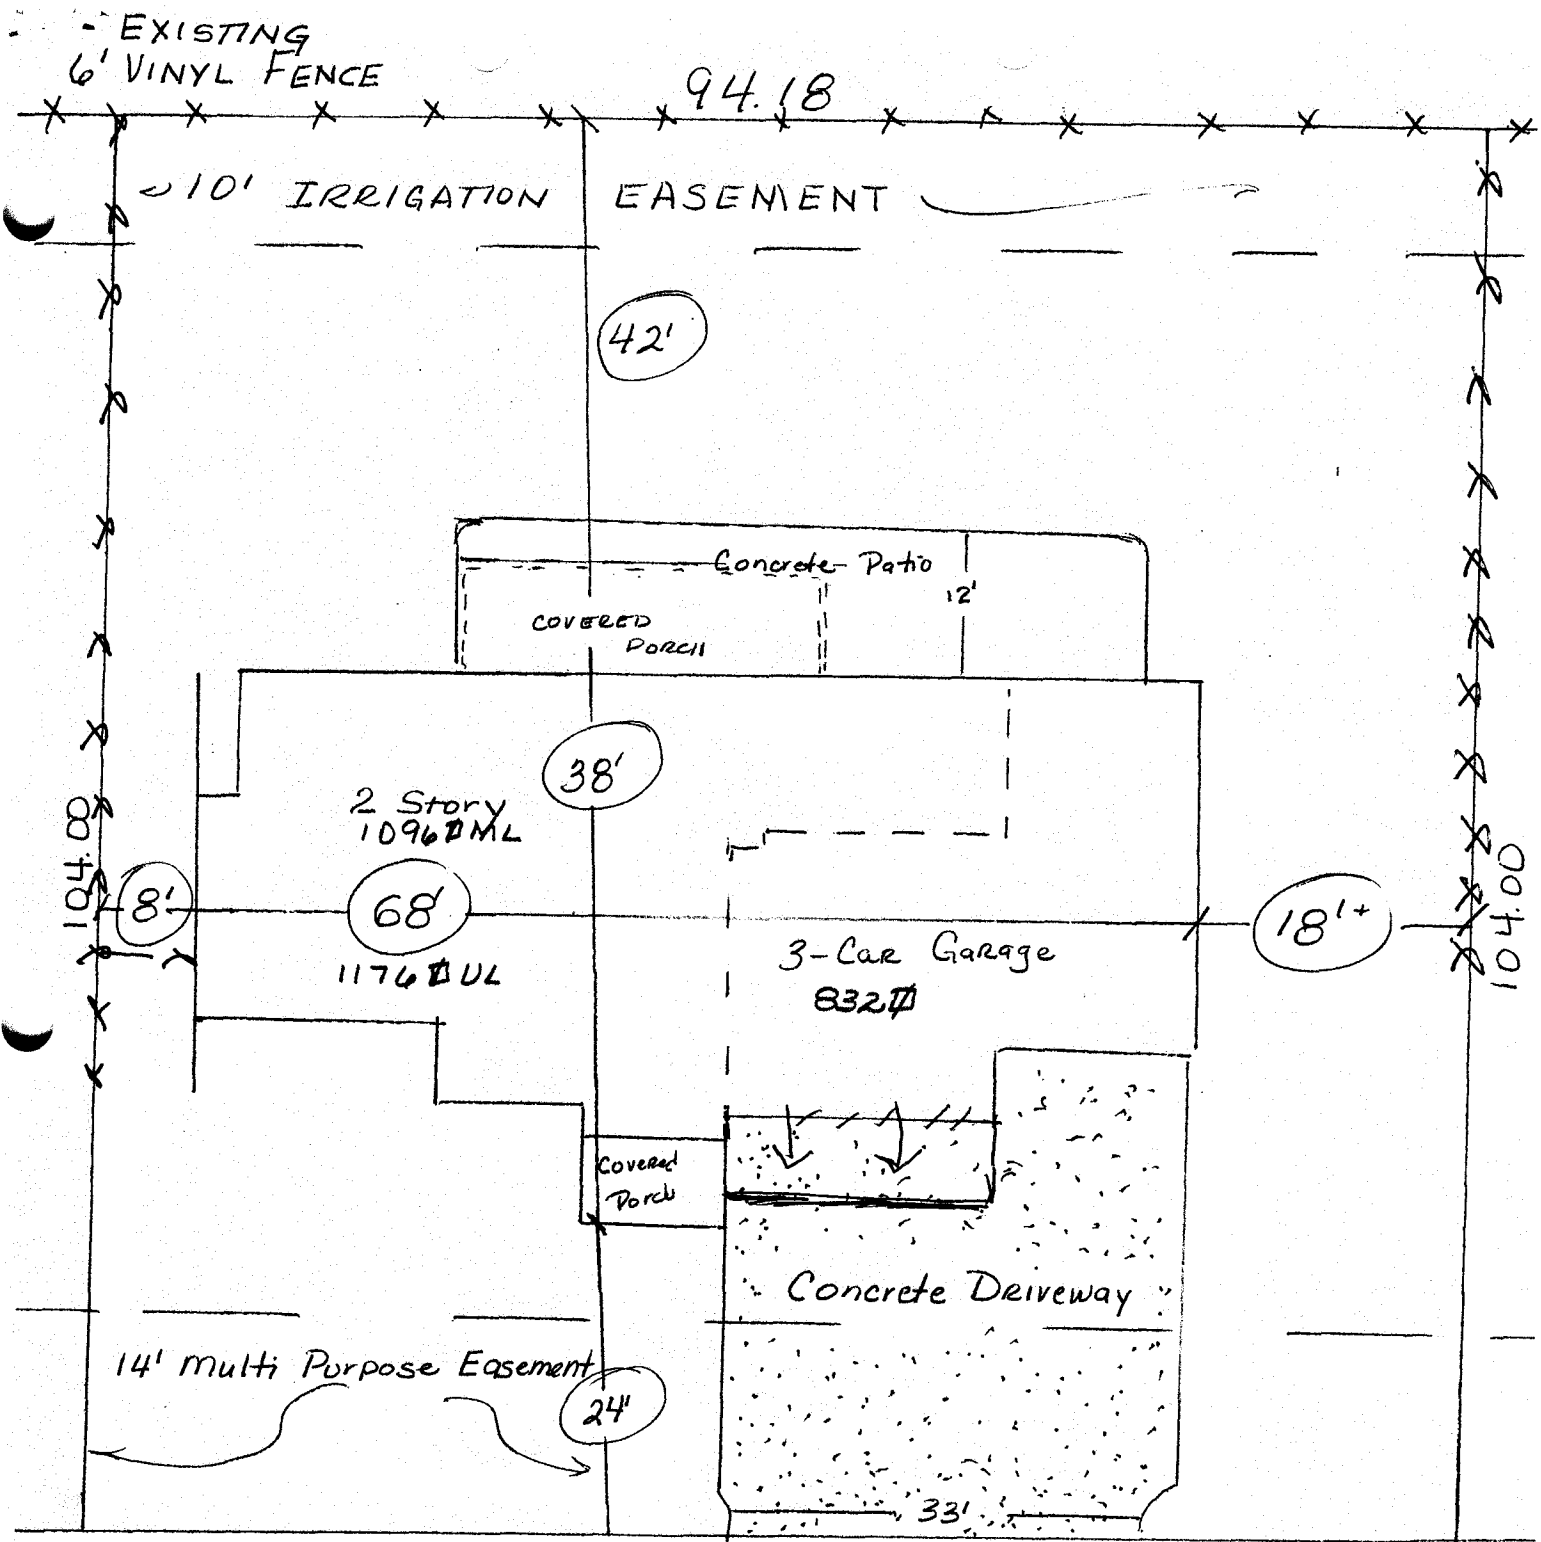 - EXISTING
6' VINYL FENCE
94.18
10' IRRIGATION EASEMENT
42'
Concrete Patio
12'
COVERED
PORCH
38'
2 Story
1096 ML
104.00
8'
68'
18'+
104.00
3-Car Garage
1176 UL
832
Covered
Porch
Concrete Driveway
14' Multi Purpose Easement
24'
33'